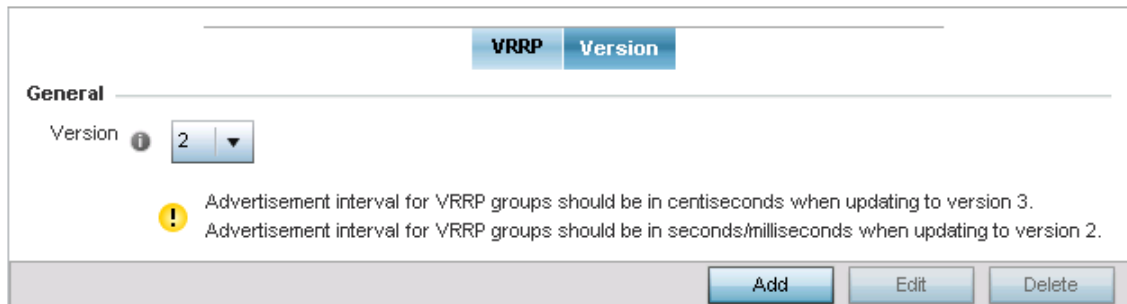 VRRP Version
General
Version 2
Advertisement interval for VRRP groups should be in centiseconds when updating to version 3.
Advertisement interval for VRRP groups should be in seconds/milliseconds when updating to version 2.
Add Edit Delete